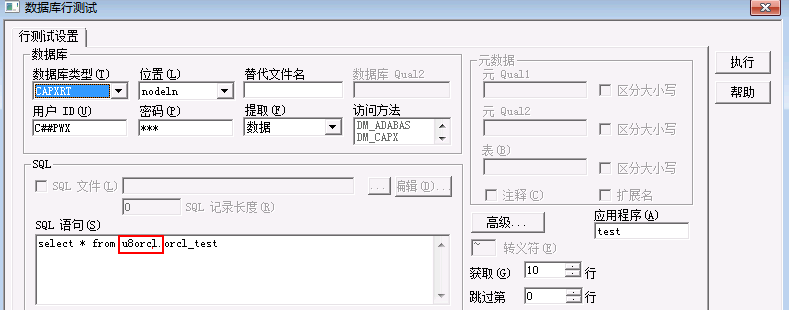 数据库行测试
行测试设置
数据库
数据库类型(T) 位置(L) 替代文件名 数据库 Qual2
CAPXRT nodeln
用户 ID(U) 密码(P) 提取(F) 访问方法
C##PWX *** 数据 DM_ADABAS
DM_CAPX
SQL
SQL 文件(L) ... 编辑(D)...
0 SQL 记录长度(R)
SQL 语句(S)
select * from u8orcl.orcl_test
元数据
元 Qual1
区分大小写
元 Qual2
区分大小写
表(B)
区分大小写
注释(C) 扩展名
高级... 应用程序(A)
test
~ 转义符(E)
获取(G) 10 行
跳过第 0 行
执行
帮助